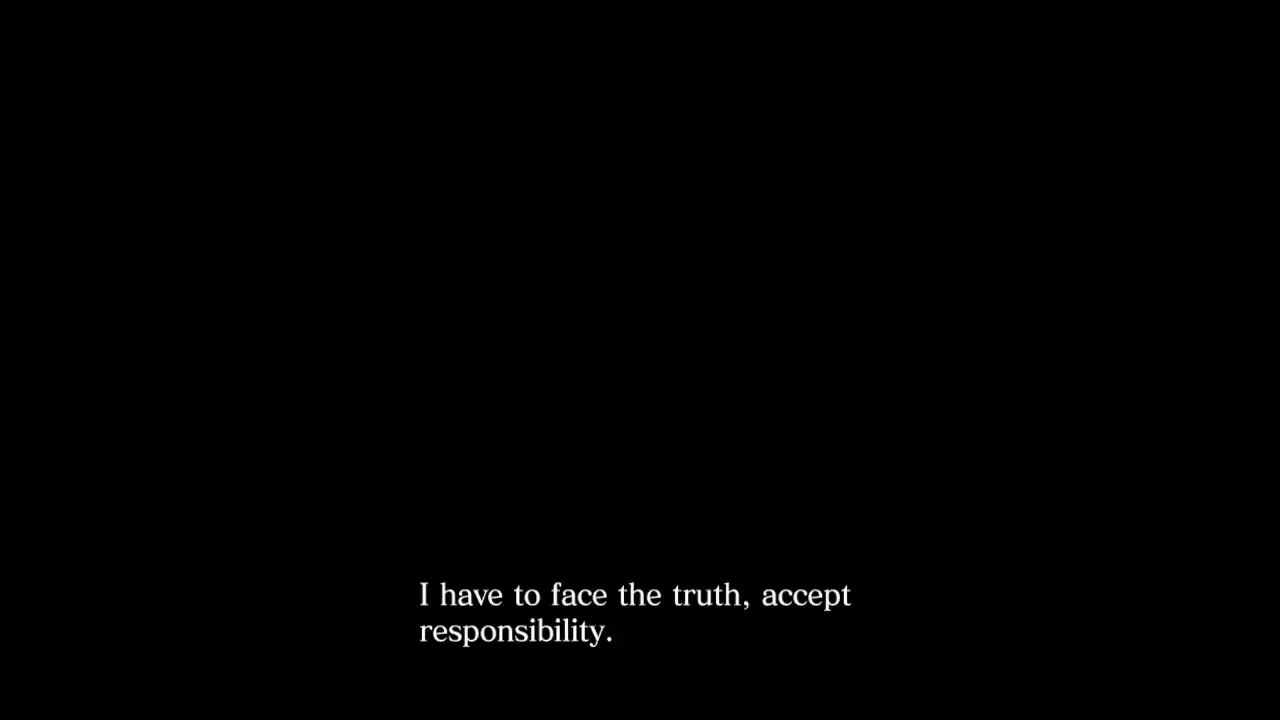 I have to face the truth, accept
responsibility.